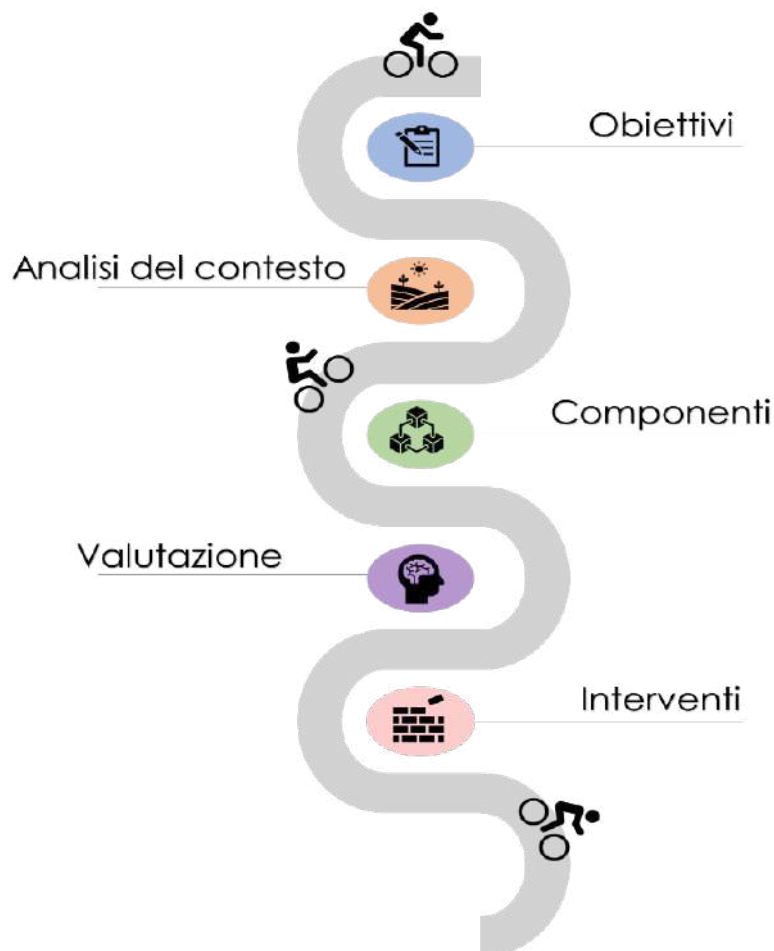 Obiettivi
Analisi del contesto
Componenti
Valutazione
Interventi